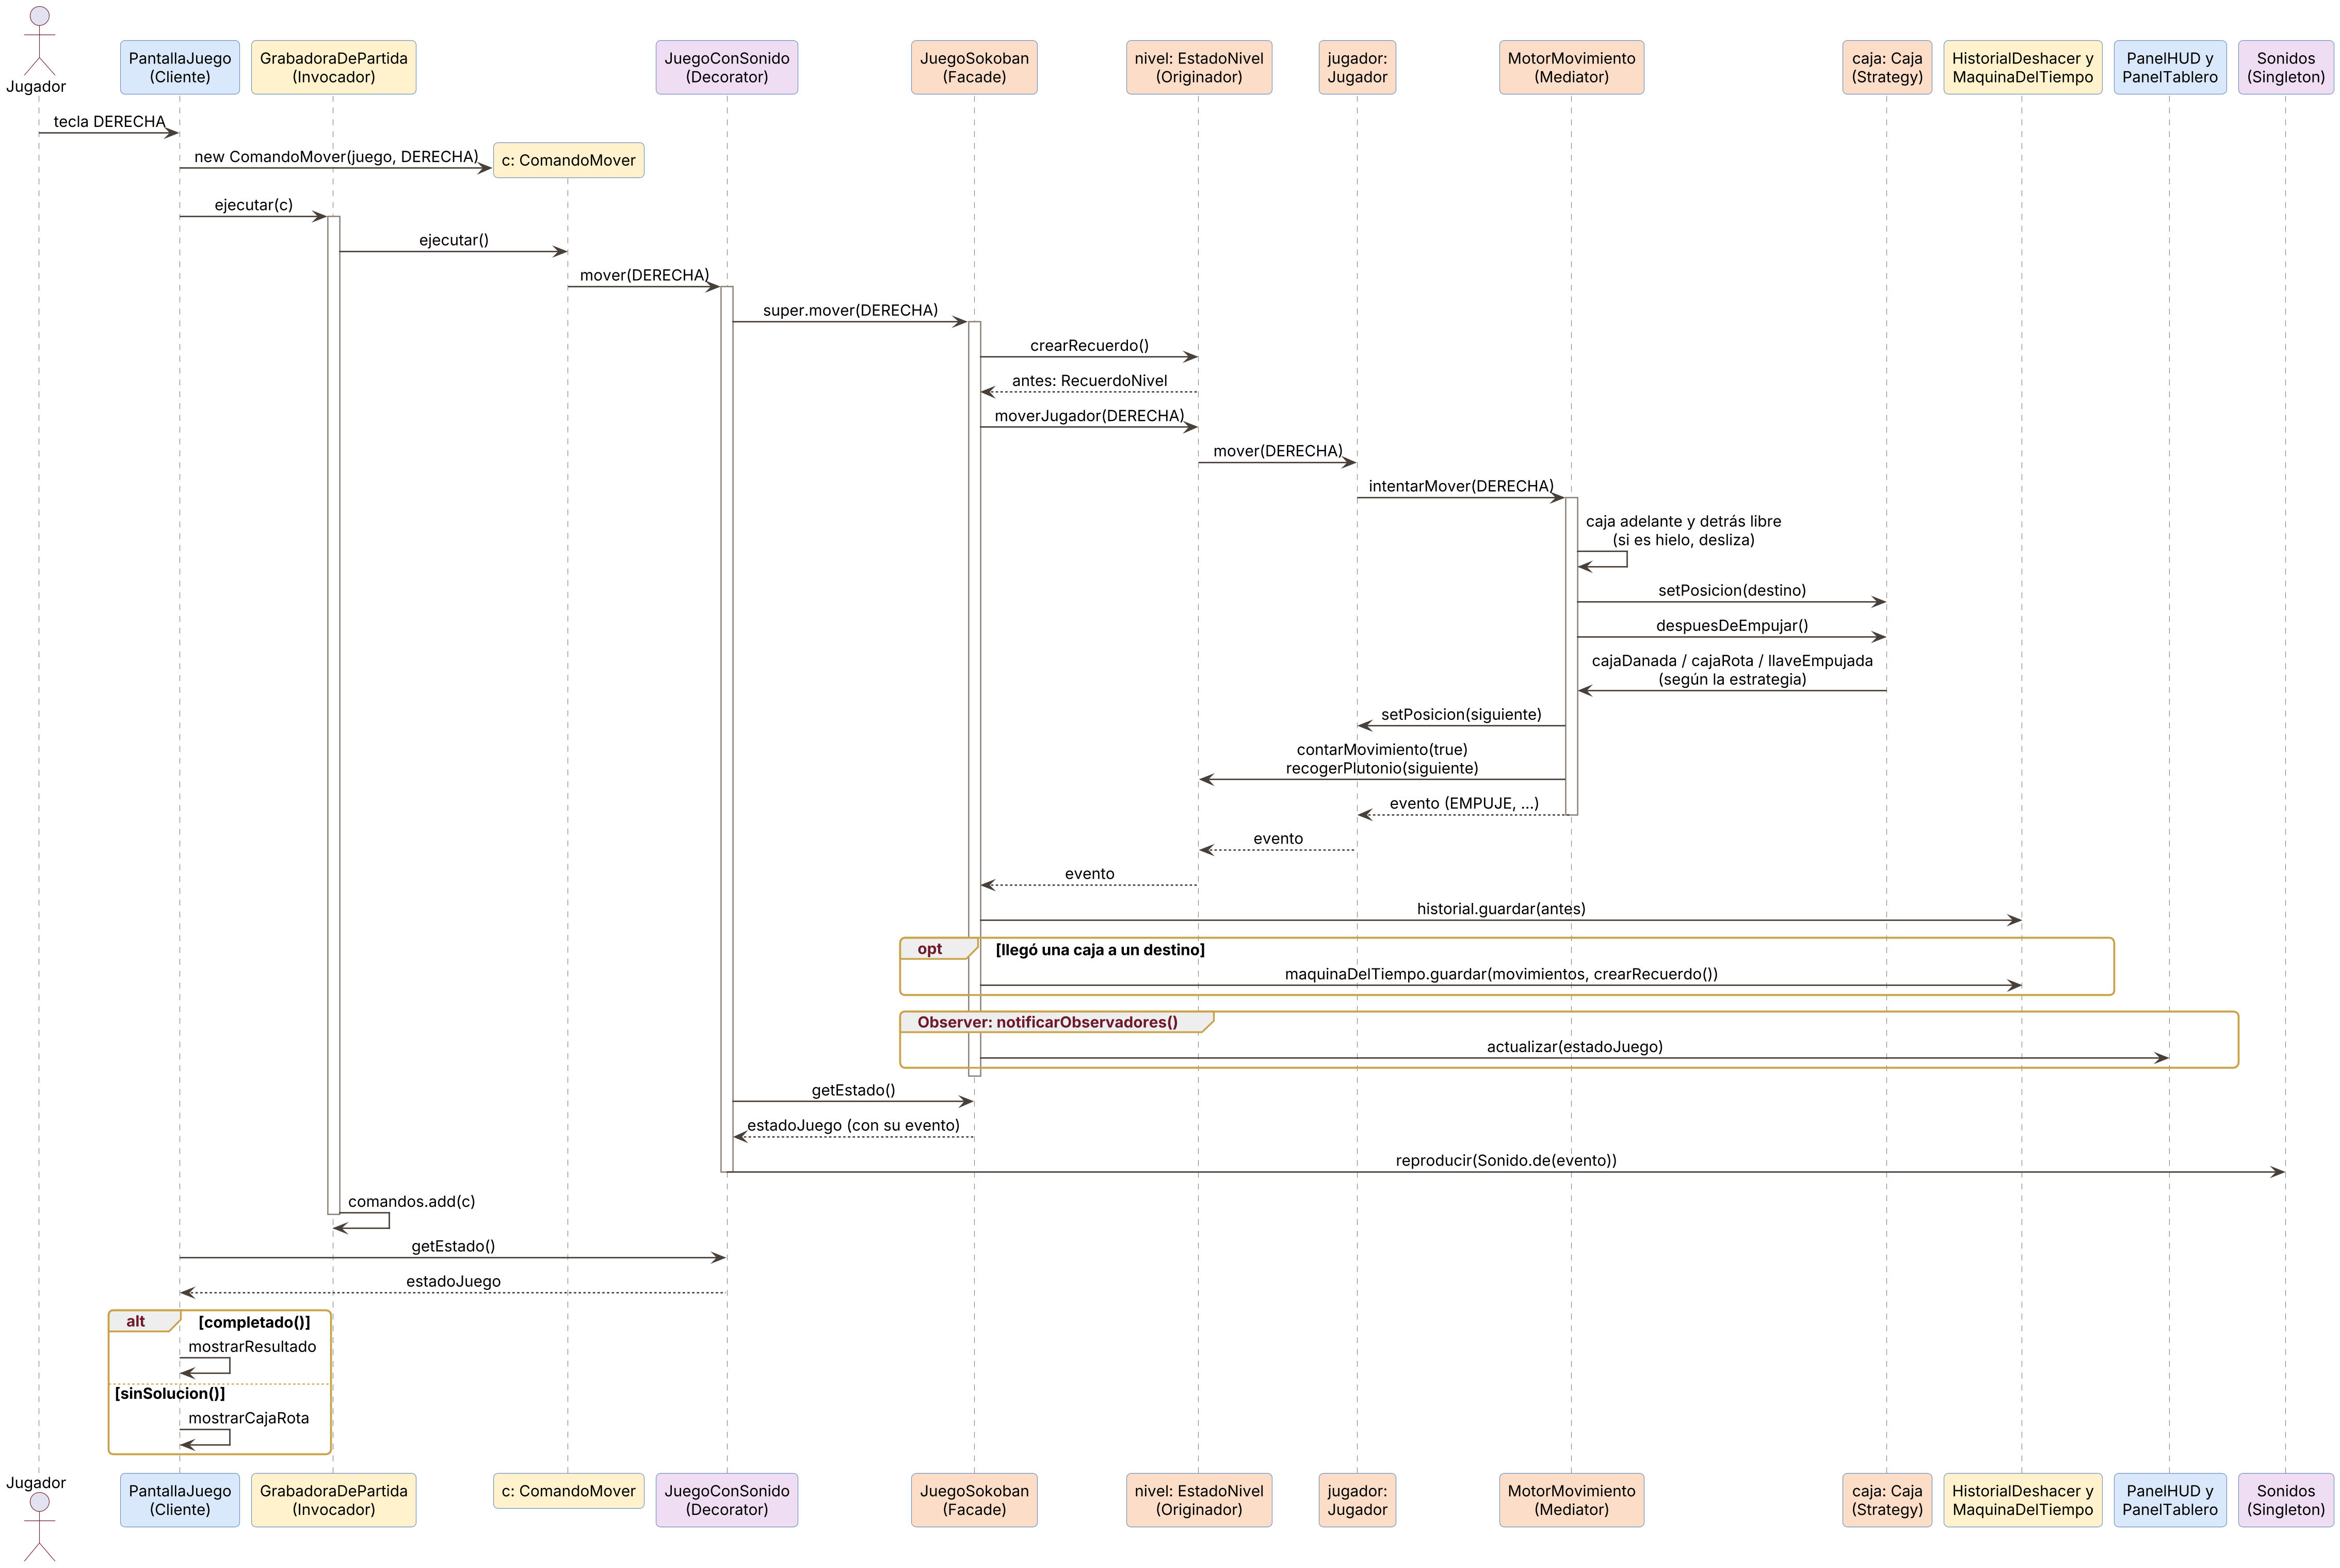 Jugador
PantallaJuego
(Cliente)
GrabadoraDePartida
(Invocador)
JuegoConSonido
(Decorator)
JuegoSokoban
(Facade)
nivel: EstadoNivel
(Originador)
jugador:
Jugador
MotorMovimiento
(Mediator)
caja: Caja
(Strategy)
HistorialDeshacer y
MaquinaDelTiempo
PanelHUD y
PanelTablero
Sonidos
(Singleton)
tecla DERECHA
new ComandoMover(juego, DERECHA)
c: ComandoMover
ejecutar(c)
ejecutar()
mover(DERECHA)
super.mover(DERECHA)
crearRecuerdo()
antes: RecuerdoNivel
moverJugador(DERECHA)
mover(DERECHA)
intentarMover(DERECHA)
caja adelante y detrás libre
(si es hielo, desliza)
setPosicion(destino)
despuesDeEmpujar()
cajaDanada / cajaRota / llaveEmpujada
(según la estrategia)
setPosicion(siguiente)
contarMovimiento(true)
recogerPlutonio(siguiente)
evento (EMPUJE, ...)
evento
evento
historial.guardar(antes)
opt
[llegó una caja a un destino]
maquinaDelTiempo.guardar(movimientos, crearRecuerdo())
Observer: notificarObservadores()
actualizar(estadoJuego)
getEstado()
estadoJuego (con su evento)
reproducir(Sonido.de(evento))
comandos.add(c)
getEstado()
estadoJuego
alt
[completado()]
mostrarResultado
[sinSolucion()]
mostrarCajaRota
Jugador
PantallaJuego
(Cliente)
GrabadoraDePartida
(Invocador)
c: ComandoMover
JuegoConSonido
(Decorator)
JuegoSokoban
(Facade)
nivel: EstadoNivel
(Originador)
jugador:
Jugador
MotorMovimiento
(Mediator)
caja: Caja
(Strategy)
HistorialDeshacer y
MaquinaDelTiempo
PanelHUD y
PanelTablero
Sonidos
(Singleton)